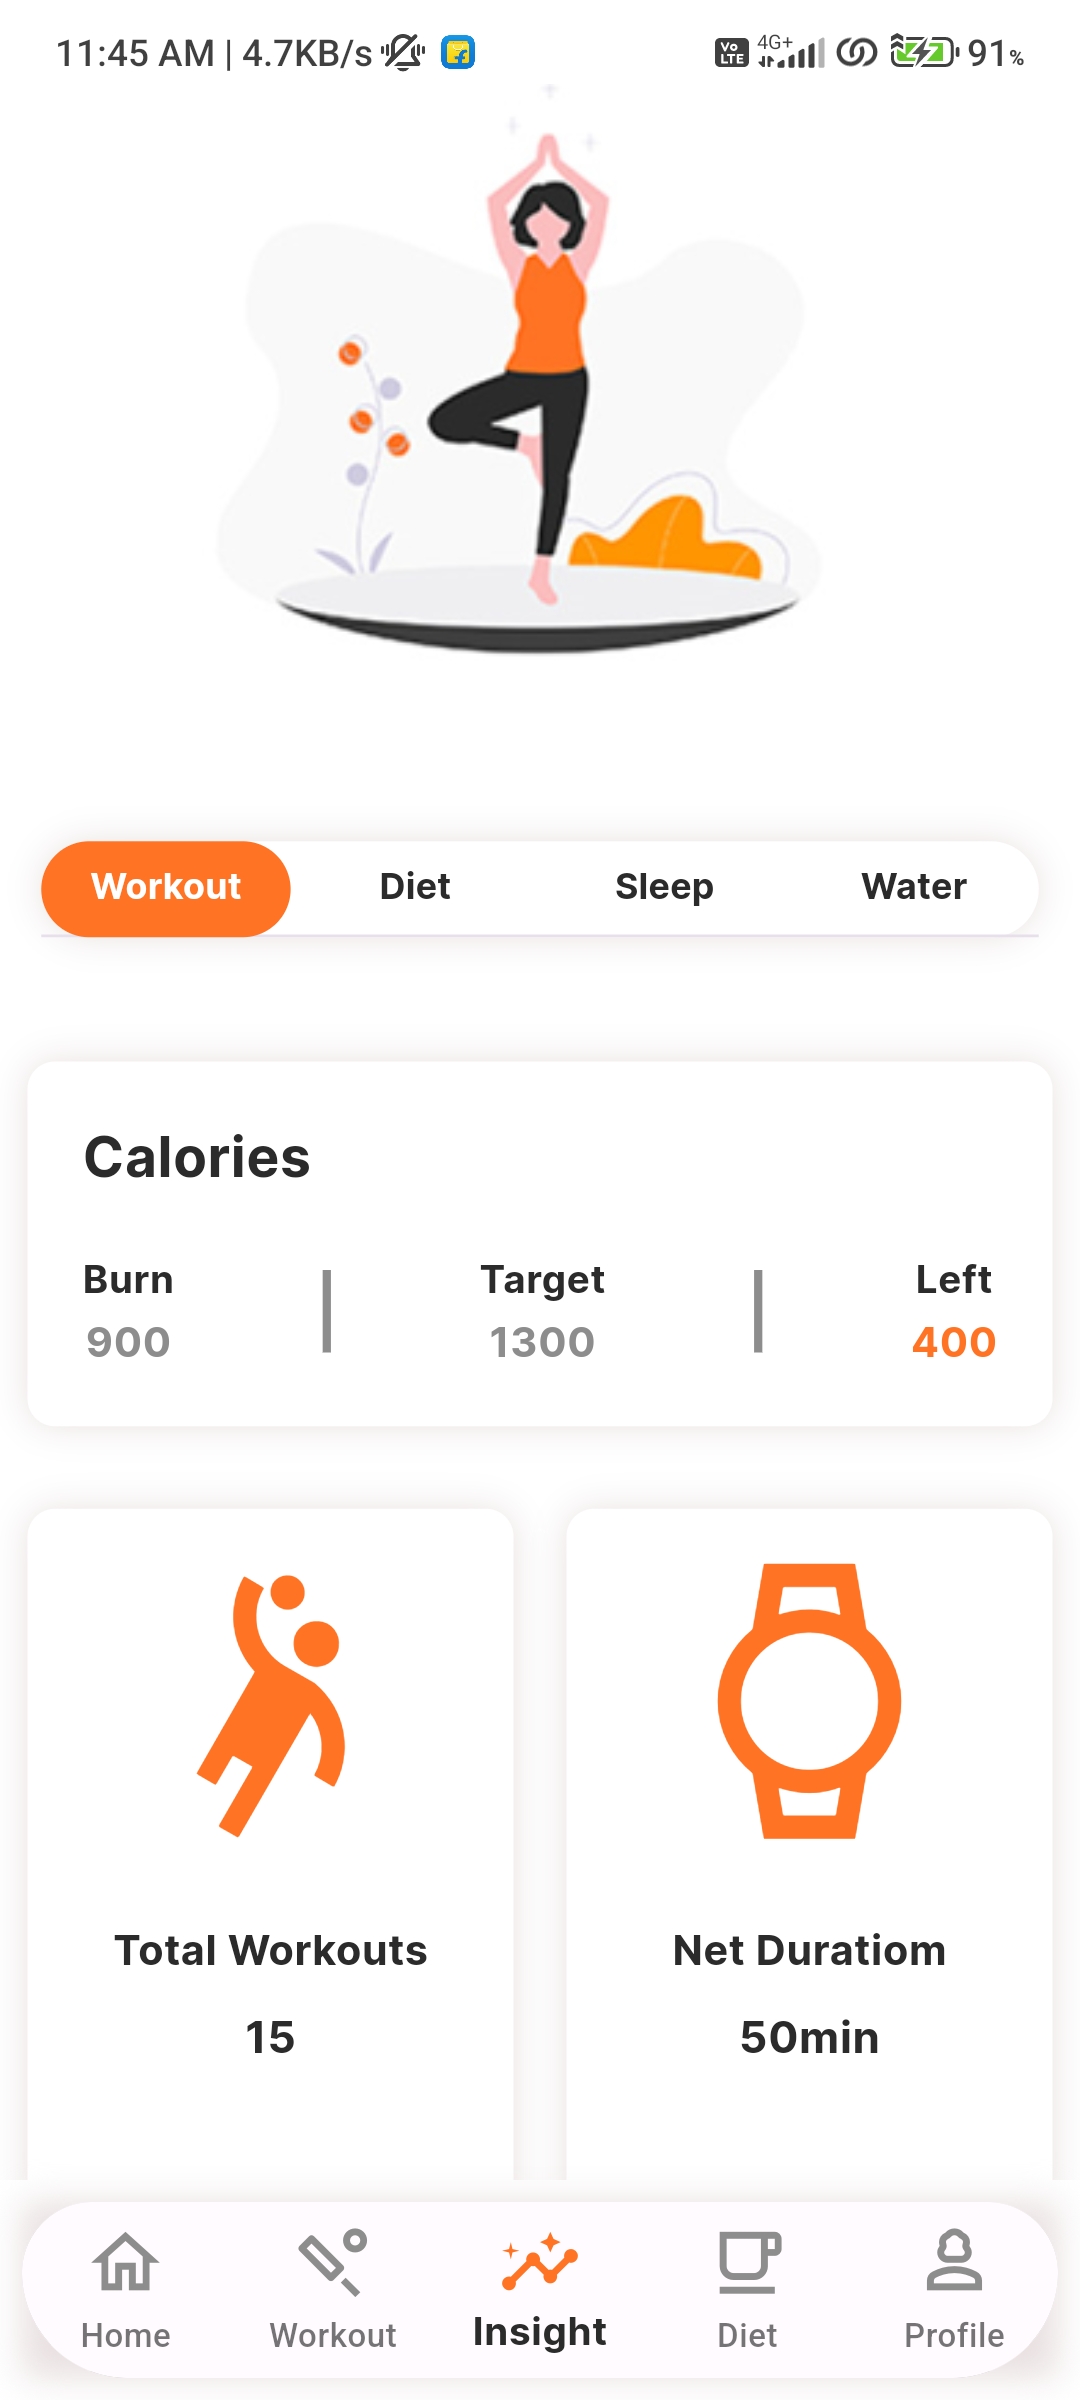 11:45 AM | 4.7KB/s Vo LTE 4G+ 91%
Workout Diet Sleep Water
Calories
Burn Target Left
900 1300 400
Total Workouts Net Duratiom
15 50min
Home Workout Insight Diet Profile